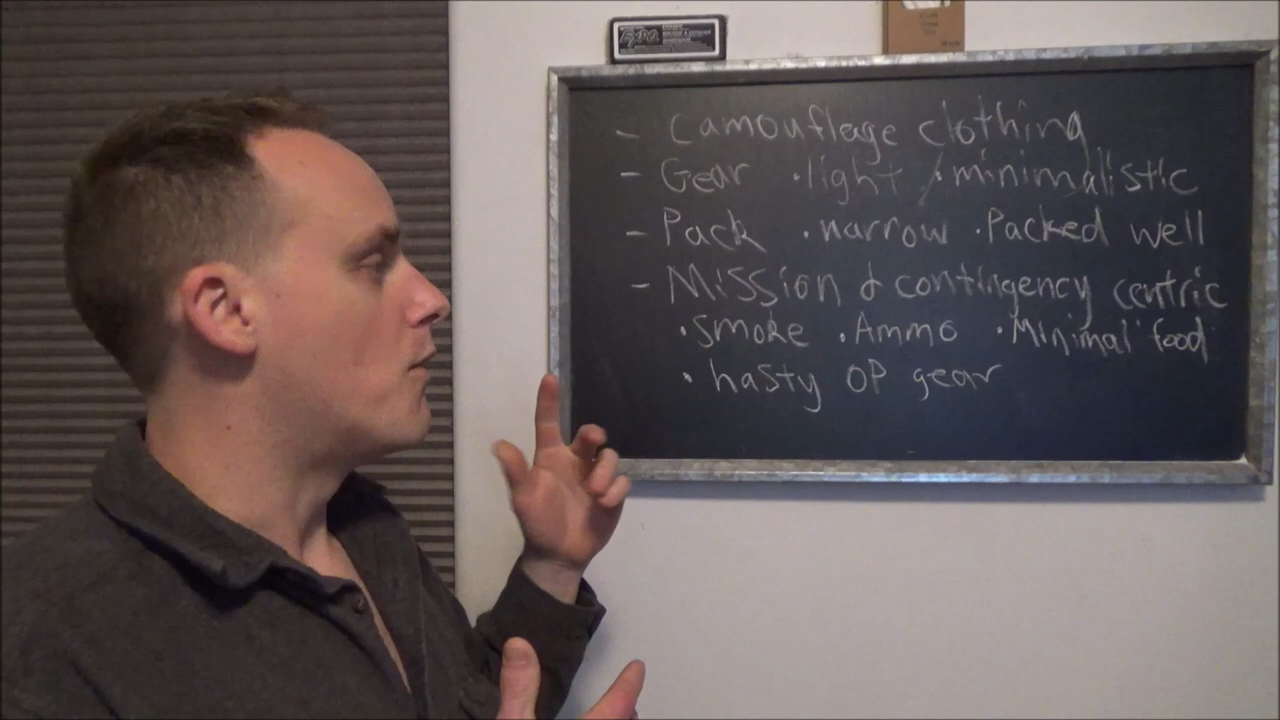 Expo
- Camouflage clothing
- Gear • light / • minimalistic
- Pack • narrow • Packed well
- Mission & contingency centric
• Smoke • Ammo • Minimal food
• hasty OP gear